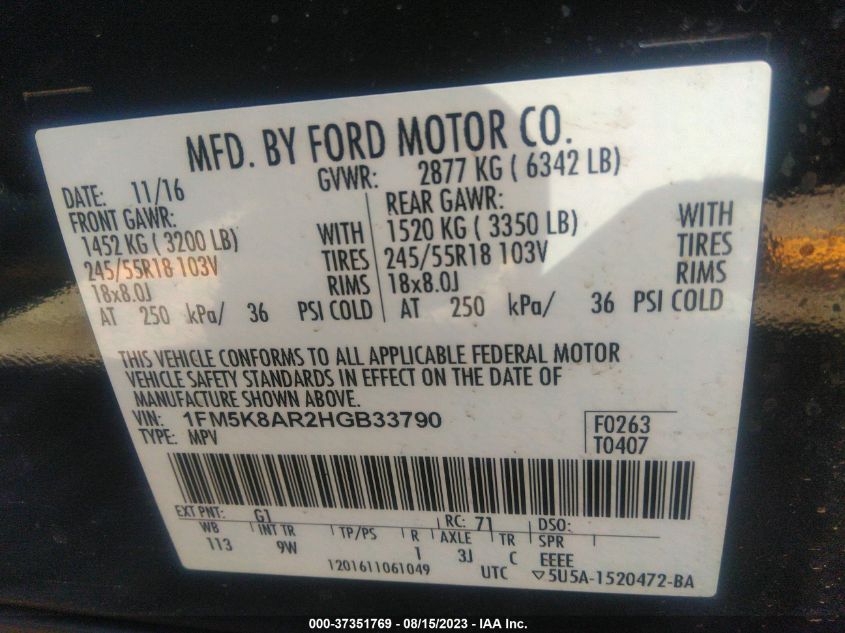 MFD. BY FORD MOTOR CO.
DATE: 11/16 GVWR: 2877 KG ( 6342 LB)
FRONT GAWR: REAR GAWR:
1452 KG ( 3200 LB) WITH 1520 KG ( 3350 LB) WITH
245/55R18 103V TIRES 245/55R18 103V TIRES
18x8.0J RIMS 18x8.0J RIMS
AT 250 kPa/ 36 PSI COLD AT 250 kPa/ 36 PSI COLD
THIS VEHICLE CONFORMS TO ALL APPLICABLE FEDERAL MOTOR
VEHICLE SAFETY STANDARDS IN EFFECT ON THE DATE OF
MANUFACTURE SHOWN ABOVE.
VIN: 1FM5K8AR2HGB33790 F0263
TYPE: MPV T0407
EXT PNT: G1 RC: 71 DSO:
WB INT TR TP/PS R AXLE TR SPR
113 9W 1 3J C EEEE
1201611061049 UTC ▽5U5A-1520472-BA
000-37351769 - 08/15/2023 - IAA Inc.